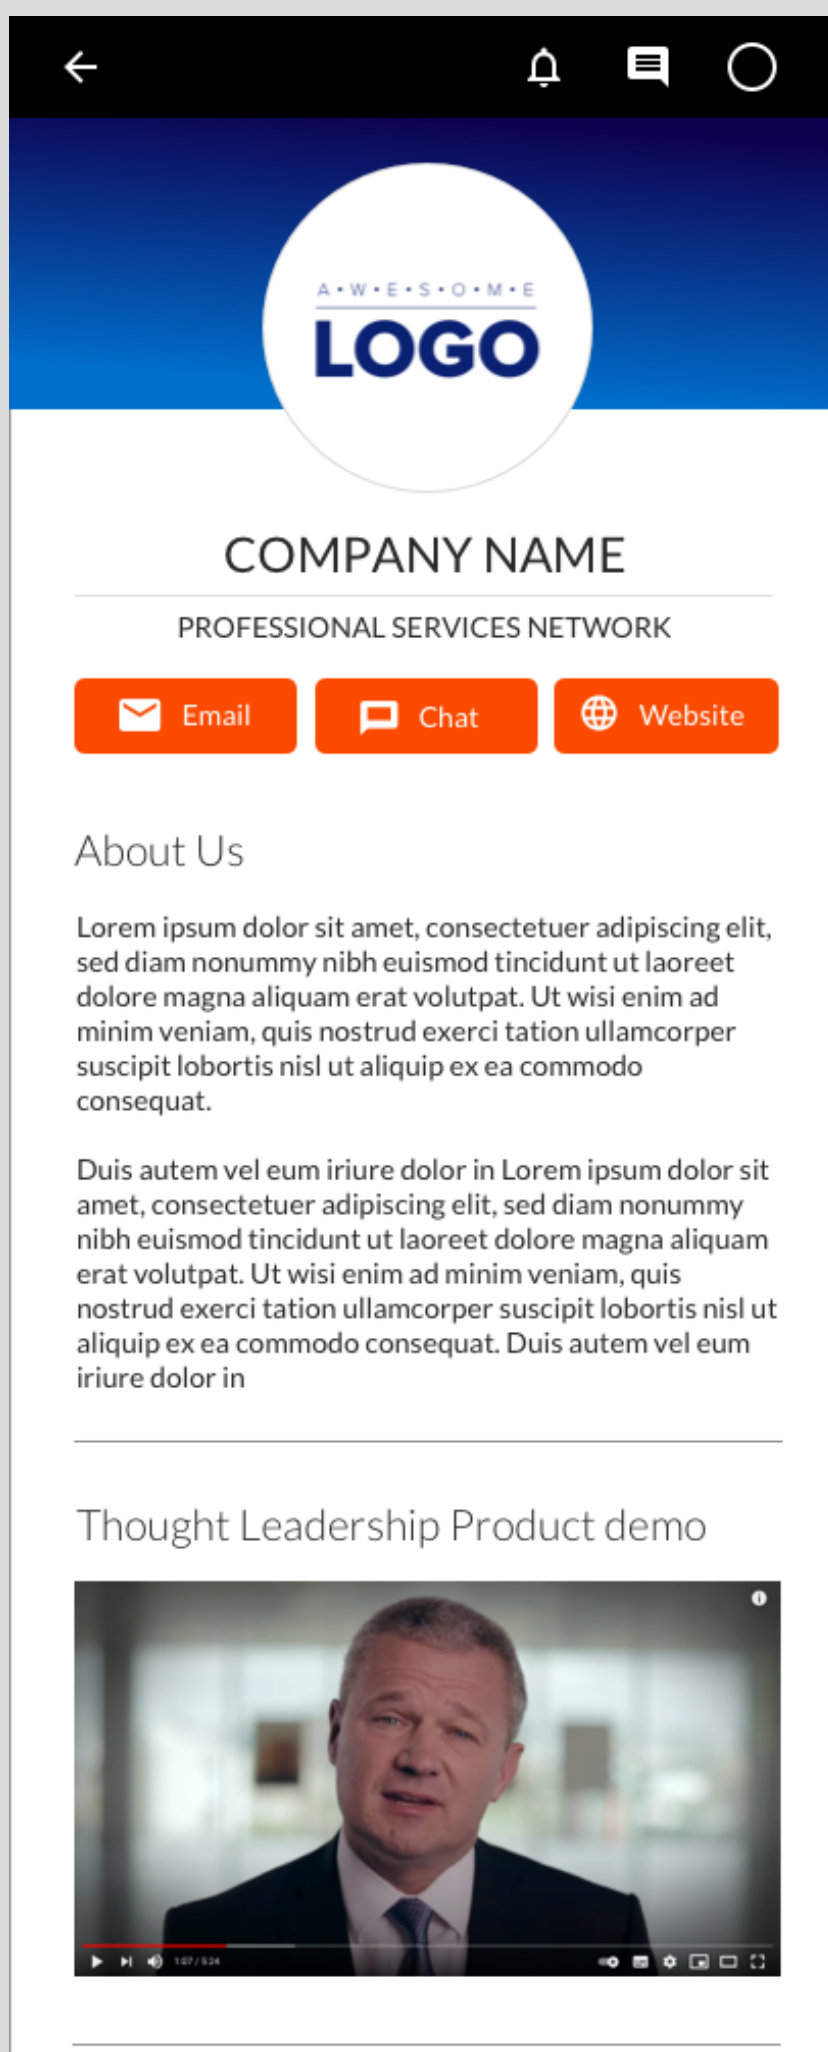 A•W•E•S•O•M•E
LOGO
COMPANY NAME
PROFESSIONAL SERVICES NETWORK
Email
Chat
Website
About Us
Lorem ipsum dolor sit amet, consectetuer adipiscing elit,
sed diam nonummy nibh euismod tincidunt ut laoreet
dolore magna aliquam erat volutpat. Ut wisi enim ad
minim veniam, quis nostrud exerci tation ullamcorper
suscipit lobortis nisl ut aliquip ex ea commodo
consequat.
Duis autem vel eum iriure dolor in Lorem ipsum dolor sit
amet, consectetuer adipiscing elit, sed diam nonummy
nibh euismod tincidunt ut laoreet dolore magna aliquam
erat volutpat. Ut wisi enim ad minim veniam, quis
nostrud exerci tation ullamcorper suscipit lobortis nisl ut
aliquip ex ea commodo consequat. Duis autem vel eum
iriure dolor in
Thought Leadership Product demo
1:07 / 5:24